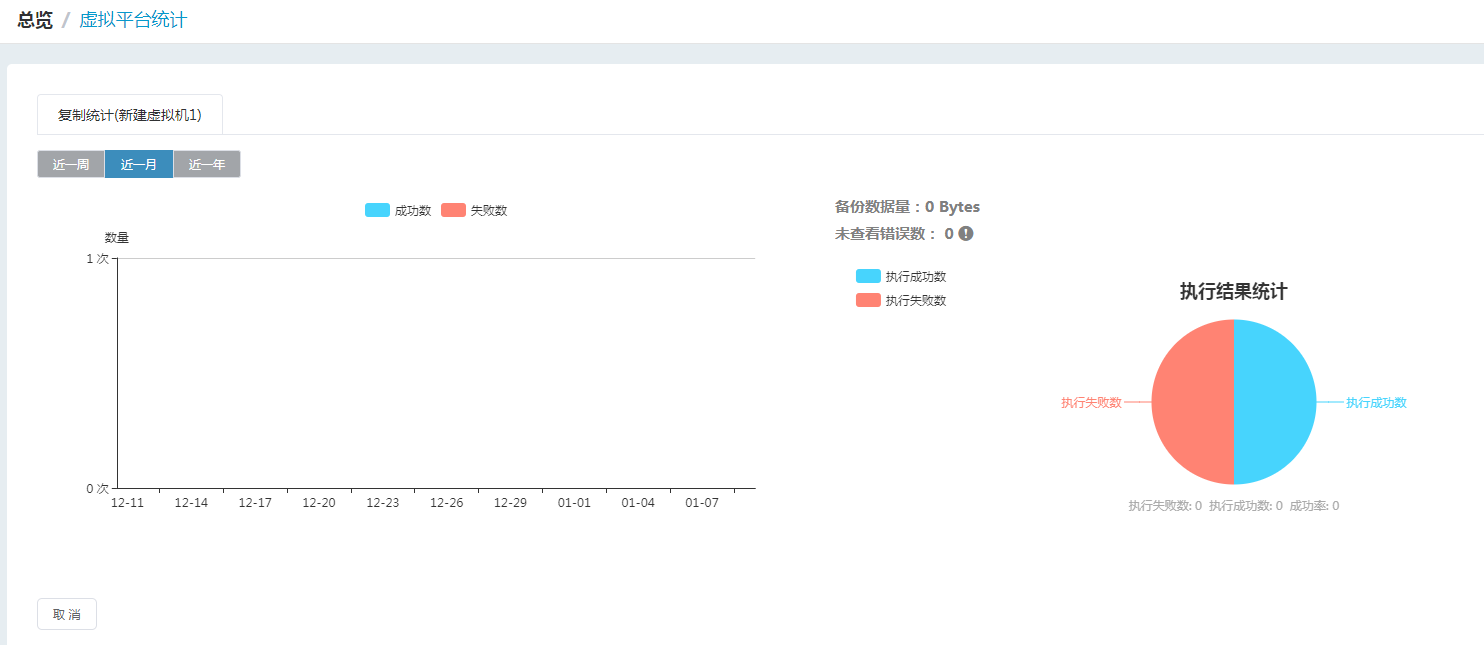 总览 / 虚拟平台统计
复制统计(新建虚拟机1)
近一周 近一月 近一年
成功数 失败数
数量
1 次
0 次
12-11 12-14 12-17 12-20 12-23 12-26 12-29 01-01 01-04 01-07
备份数据量：0 Bytes
未查看错误数： 0
执行成功数
执行失败数
执行结果统计
执行失败数 执行成功数
执行失败数: 0 执行成功数: 0 成功率: 0
取 消